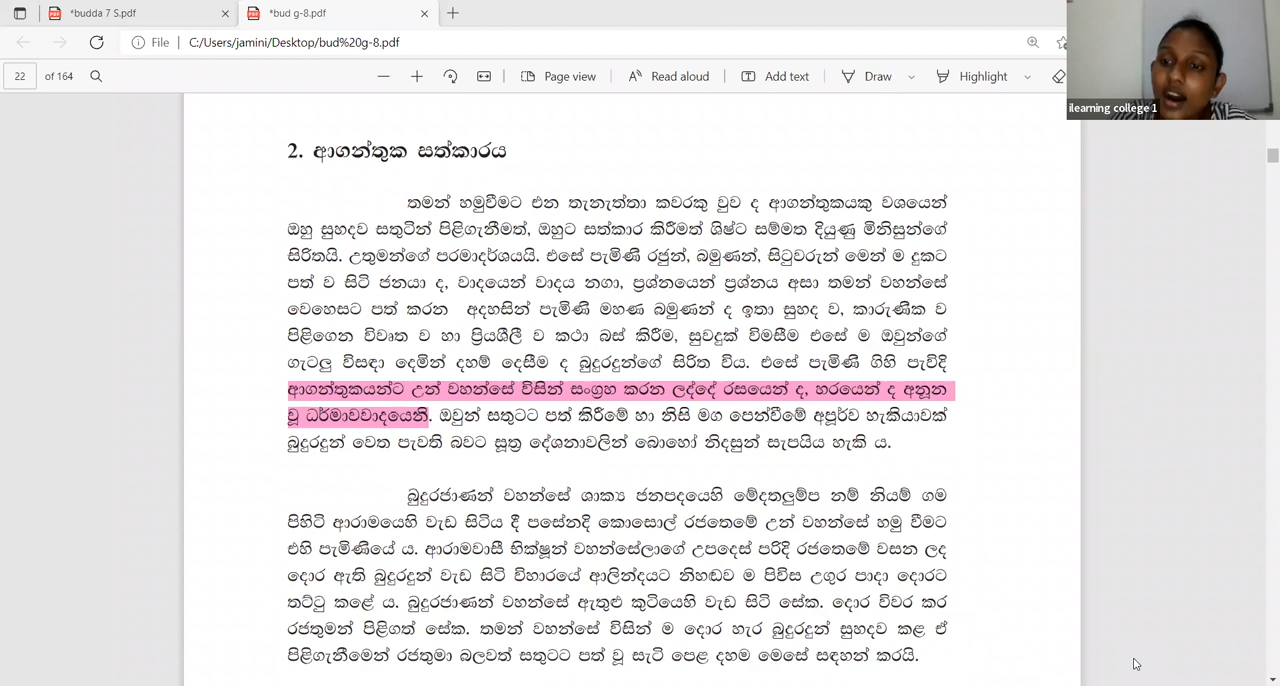 *budda 7 S.pdf
*bud g-8.pdf
File
C:/Users/jamini/Desktop/bud%20g-8.pdf
22 of 164
Page view
Read aloud
Add text
Draw
Highlight
ilearning college 1
2. ආගන්තුක සත්කාරය
තමන් හමුවීමට එන තැනැත්තා කවරකු වුව ද ආගන්තුකයකු වශයෙන්
ඔහු සුහදව සතුටින් පිළිගැනීමත්, ඔහුට සත්කාර කිරීමත් ශිෂ්ට සම්මත දියුණු මිනිසුන්ගේ
සිරිතයි. උතුමන්ගේ පරමාදර්ශයයි. එසේ පැමිණි රජුන්, බමුණන්, සිටුවරුන් මෙන් ම දුකට
පත් ව සිටි ජනයා ද, වාදයෙන් වාදය නගා, ප්‍රශ්නයෙන් ප්‍රශ්නය අසා තමන් වහන්සේ
වෙහෙසට පත් කරන අදහසින් පැමිණි මහණ බමුණන් ද ඉතා සුහද ව, කාරුණික ව
පිළිගෙන විවෘත ව හා ප්‍රියශීලී ව කථා බස් කිරීම, සුවදුක් විමසීම එසේ ම ඔවුන්ගේ
ගැටලු විසඳා දෙමින් දහම් දෙසීම ද බුදුරදුන්ගේ සිරිත විය. එසේ පැමිණි ගිහි පැවිදි
ආගන්තුකයන්ට උන් වහන්සේ විසින් සංග්‍රහ කරන ලද්දේ රසයෙන් ද, හරයෙන් ද අනූන
වූ ධර්මාවවාදයෙනි. ඔවුන් සතුටට පත් කිරීමේ හා නිසි මග පෙන්වීමේ අපූර්ව හැකියාවක්
බුදුරදුන් වෙත පැවති බවට සූත්‍ර දේශනාවලින් බොහෝ නිදසුන් සැපයිය හැකි ය.
බුදුරජාණන් වහන්සේ ශාක්‍ය ජනපදයෙහි මේදතලුම්ප නම් නියම් ගම
පිහිටි ආරාමයෙහි වැඩ සිටිය දී පසේනදි කොසොල් රජතෙමේ උන් වහන්සේ හමු වීමට
එහි පැමිණියේ ය. ආරාමවාසී භික්ෂූන් වහන්සේලාගේ උපදෙස් පරිදි රජතෙමේ වසන ලද
දොර ඇති බුදුරදුන් වැඩ සිටි විහාරයේ ආලින්දයට නිහඬව ම පිවිස උගුර පාදා දොරට
තට්ටු කළේ ය. බුදුරජාණන් වහන්සේ ඇතුළු කුටියෙහි වැඩ සිටි සේක. දොර විවර කර
රජතුමන් පිළිගත් සේක. තමන් වහන්සේ විසින් ම දොර හැර බුදුරදුන් සුහදව කළ ඒ
පිළිගැනීමෙන් රජතුමා බලවත් සතුටට පත් වූ සැටි පෙළ දහම මෙසේ සඳහන් කරයි.